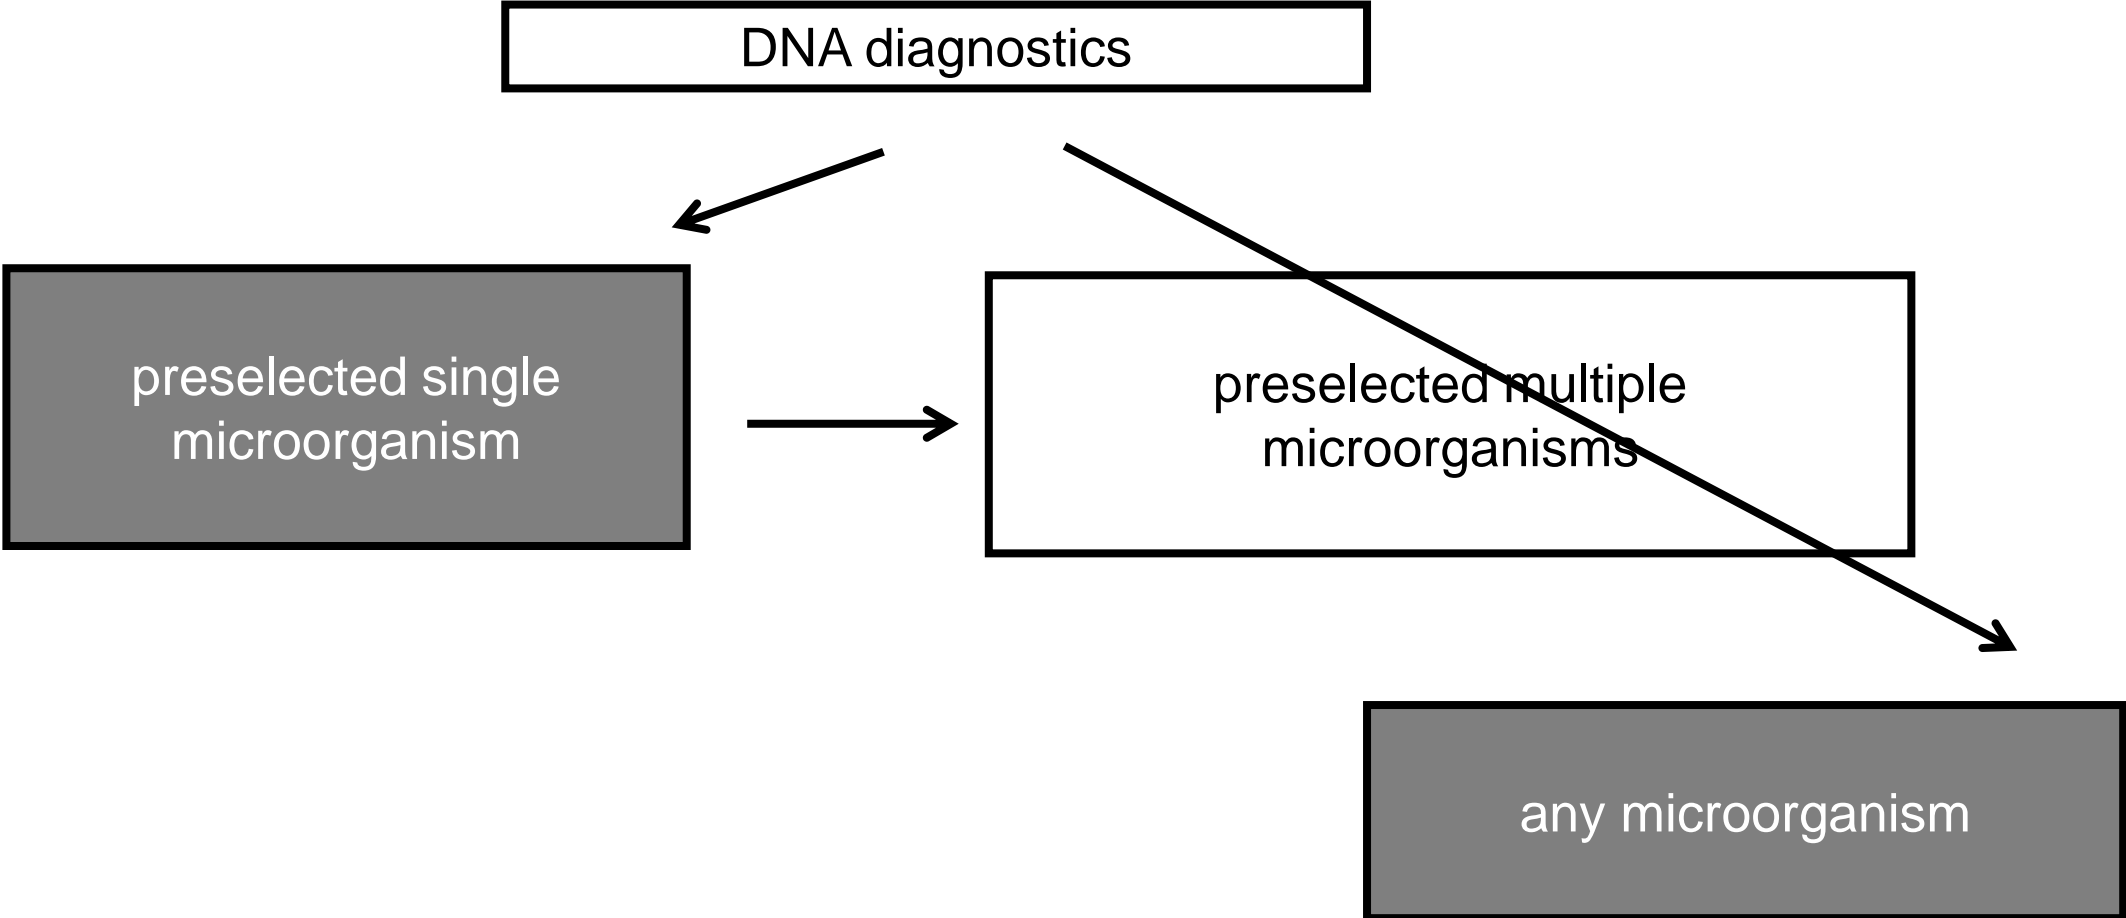 DNA diagnostics
preselected single
microorganism
preselected multiple
microorganisms
any microorganism